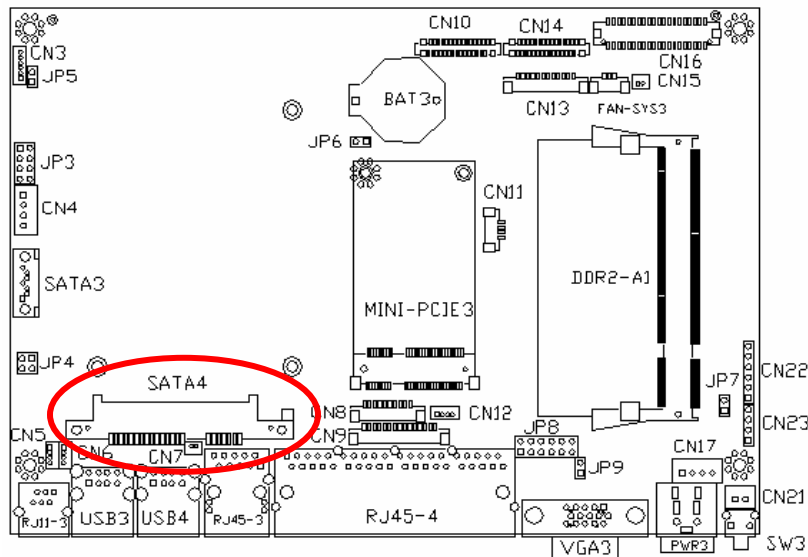 CN10
CN14
CN3
JP5
CN16
CN15
BAT3
CN13
FAN-SYS3
JP6
JP3
CN4
CN11
SATA3
DDR2-A1
MINI-PCIE3
JP4
SATA4
CN22
JP7
CN8
CN12
CN23
CN5
CN6
CN7
CN9
JP8
CN17
JP9
CN21
RJ11-3
USB3
USB4
RJ45-3
RJ45-4
VGA3
PWR3
SW3